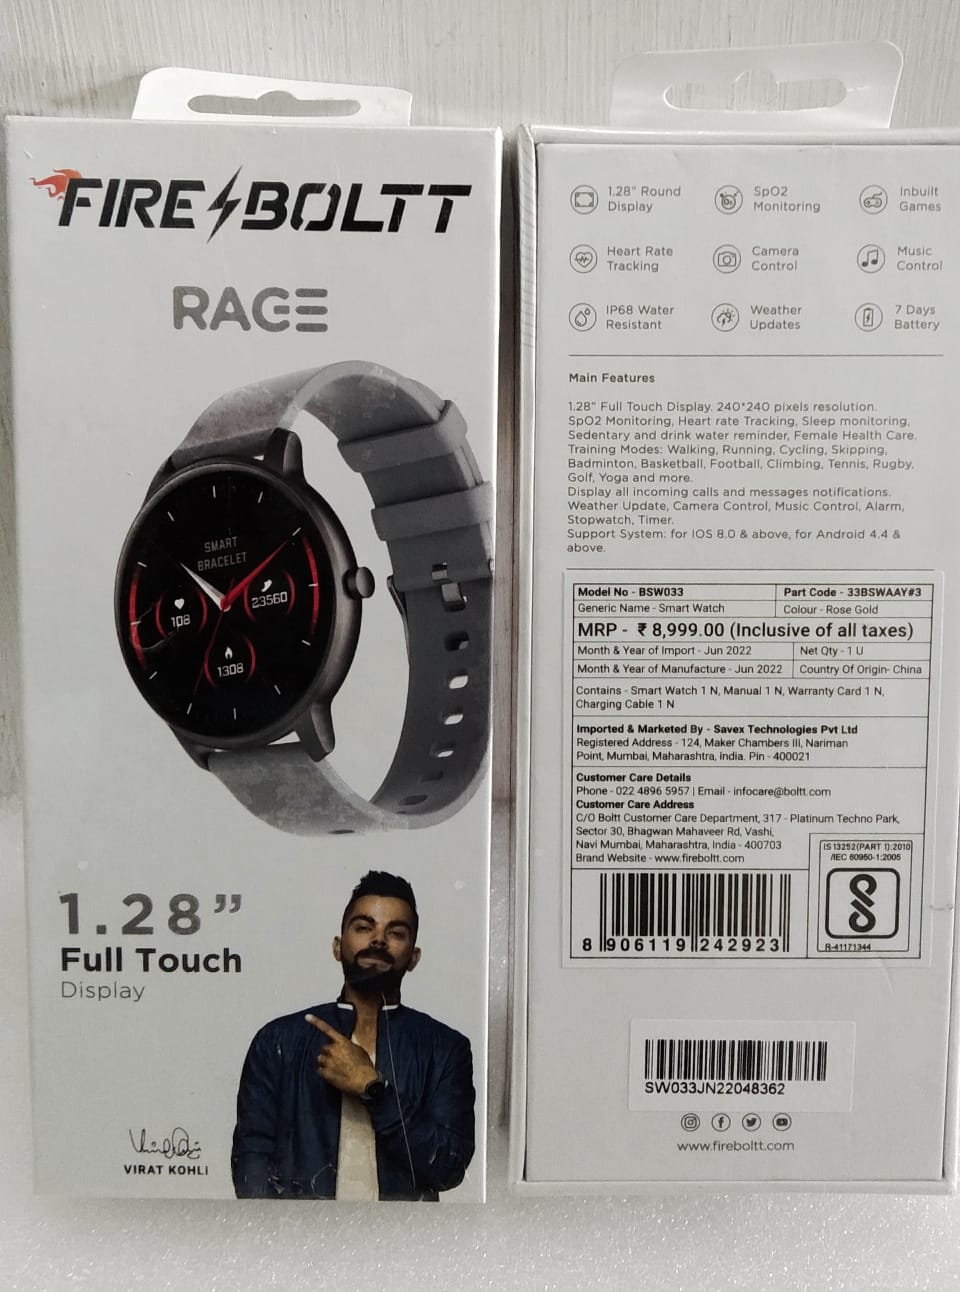 FIRE BOLTT
RAGE
SMART
BRACELET
108
23560
1308
1.28”
Full Touch
Display
VIRAT KOHLI
1.28" Round
Display
SpO2
Monitoring
Inbuilt
Games
Heart Rate
Tracking
Camera
Control
Music
Control
IP68 Water
Resistant
Weather
Updates
7 Days
Battery
Main Features
1.28" Full Touch Display. 240*240 pixels resolution.
SpO2 Monitoring, Heart rate Tracking, Sleep monitoring,
Sedentary and drink water reminder, Female Health Care.
Training Modes: Walking, Running, Cycling, Skipping,
Badminton, Basketball, Football, Climbing, Tennis, Rugby,
Golf, Yoga and more.
Display all incoming calls and messages notifications.
Weather Update, Camera Control, Music Control, Alarm,
Stopwatch, Timer.
Support System: for IOS 8.0 & above, for Android 4.4 &
above.
Model No - BSW033 Part Code - 33BSWAAY#3
Generic Name - Smart Watch Colour - Rose Gold
MRP - ₹ 8,999.00 (Inclusive of all taxes)
Month & Year of Import - Jun 2022 Net Qty - 1 U
Month & Year of Manufacture - Jun 2022 Country Of Origin- China
Contains - Smart Watch 1 N, Manual 1 N, Warranty Card 1 N,
Charging Cable 1 N
Imported & Marketed By - Savex Technologies Pvt Ltd
Registered Address - 124, Maker Chambers III, Nariman
Point, Mumbai, Maharashtra, India. Pin - 400021
Customer Care Details
Phone - 022 4896 5957 | Email - infocare@boltt.com
Customer Care Address
C/O Boltt Customer Care Department, 317 - Platinum Techno Park,
Sector 30, Bhagwan Mahaveer Rd, Vashi,
Navi Mumbai, Maharashtra, India - 400703
Brand Website - www.fireboltt.com
IS 13252(PART 1):2010
/IEC 60950-1:2005
R-41171344
8 906119 242923
SW033JN22048362
www.fireboltt.com